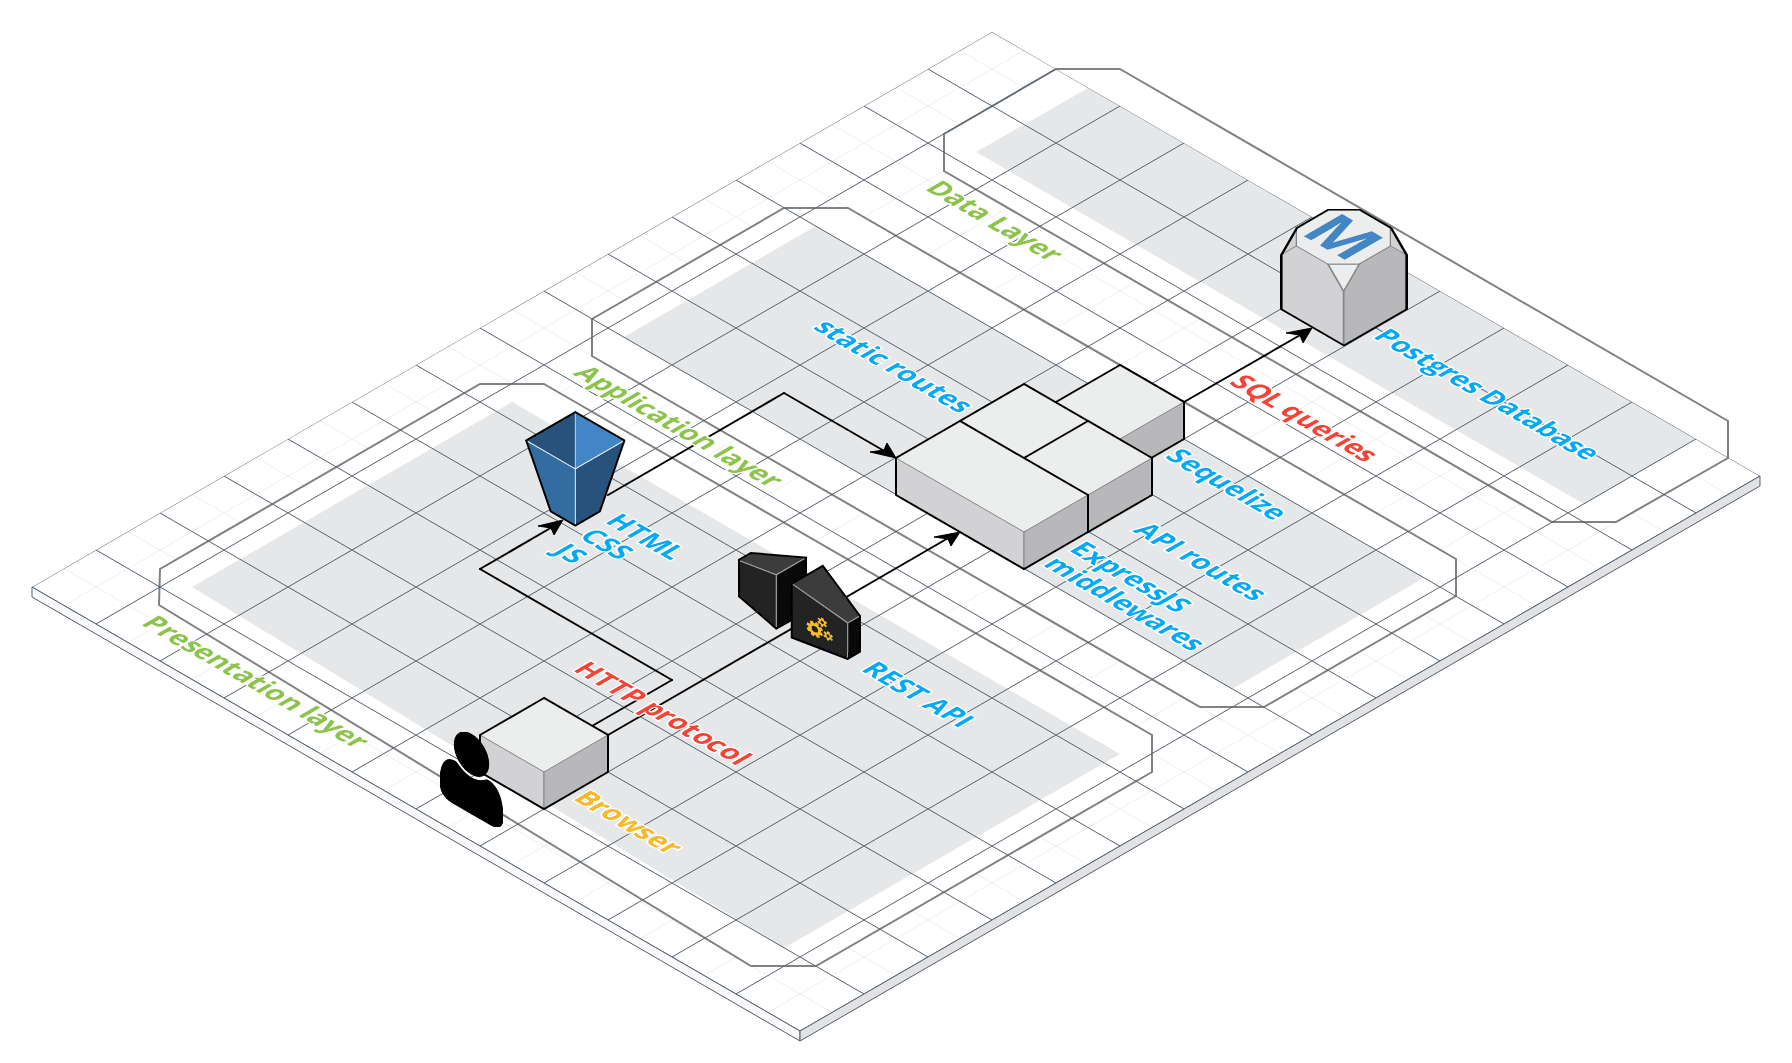 Data Layer
M
Postgres Database
SQL queries
static routes
Application layer
Sequelize
API routes
ExpressJS
middlewares
HTML
CSS
JS
REST API
HTTP protocol
Presentation layer
Browser